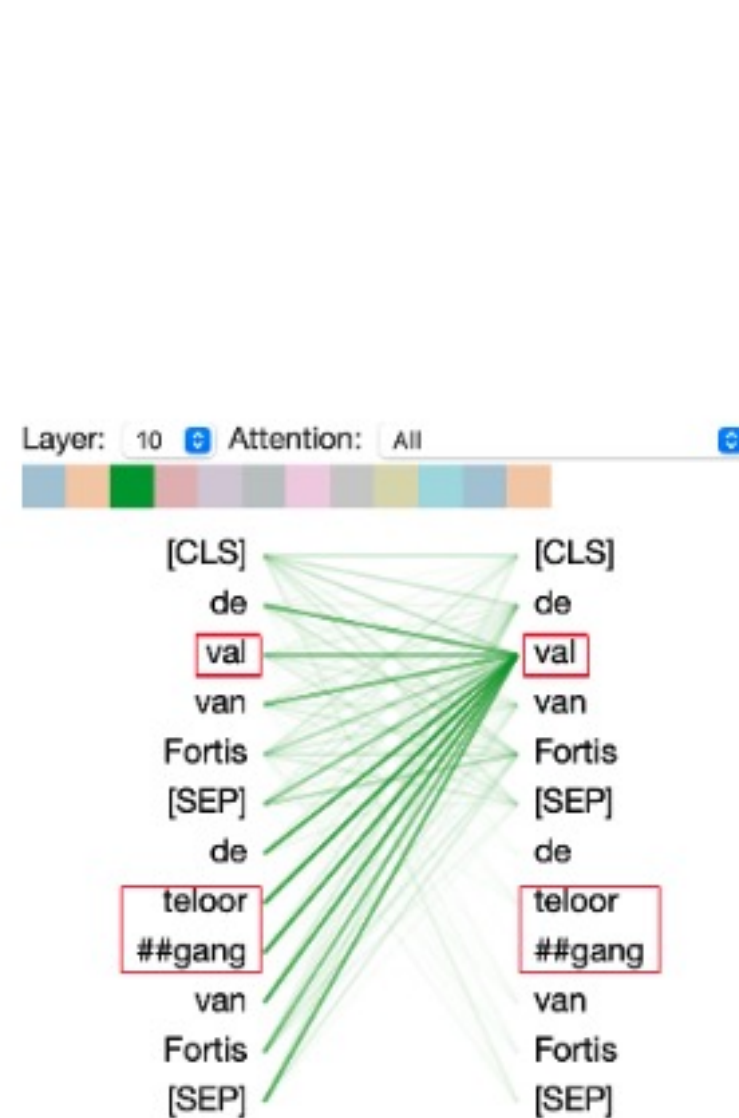 Layer: 10 Attention: All
[CLS] [CLS]
de de
val val
van van
Fortis Fortis
[SEP] [SEP]
de de
teloor teloor
##gang ##gang
van van
Fortis Fortis
[SEP] [SEP]